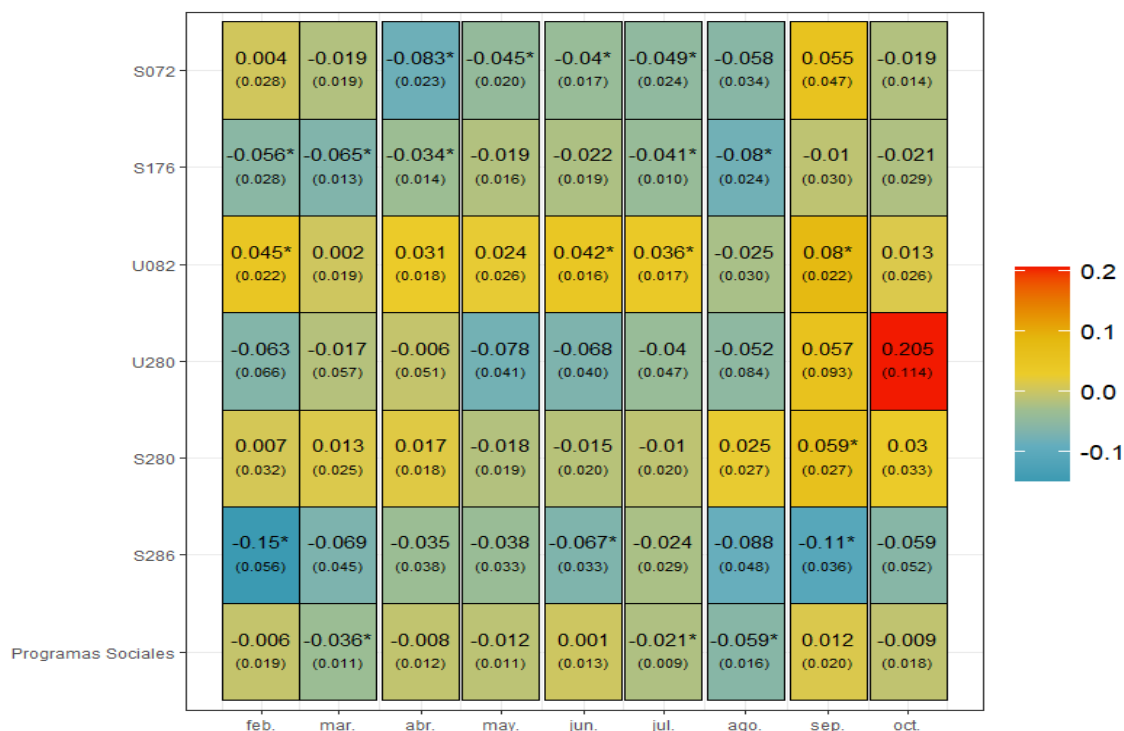 0.004 -0.019 -0.083* -0.045* -0.04* -0.049* -0.058 0.055 -0.019
S072
(0.028) (0.019) (0.023) (0.020) (0.017) (0.024) (0.034) (0.047) (0.014)
-0.056* -0.065* -0.034* -0.019 -0.022 -0.041* -0.08* -0.01 -0.021
S176
(0.028) (0.013) (0.014) (0.016) (0.019) (0.010) (0.024) (0.030) (0.029)
0.045* 0.002 0.031 0.024 0.042* 0.036* -0.025 0.08* 0.013
U082
(0.022) (0.019) (0.018) (0.026) (0.016) (0.017) (0.030) (0.022) (0.026)
-0.063 -0.017 -0.006 -0.078 -0.068 -0.04 -0.052 0.057 0.205
U280
(0.066) (0.057) (0.051) (0.041) (0.040) (0.047) (0.084) (0.093) (0.114)
0.007 0.013 0.017 -0.018 -0.015 -0.01 0.025 0.059* 0.03
S280
(0.032) (0.025) (0.018) (0.019) (0.020) (0.020) (0.027) (0.027) (0.033)
-0.15* -0.069 -0.035 -0.038 -0.067* -0.024 -0.088 -0.11* -0.059
S286
(0.056) (0.045) (0.038) (0.033) (0.033) (0.029) (0.048) (0.036) (0.052)
-0.006 -0.036* -0.008 -0.012 0.001 -0.021* -0.059* 0.012 -0.009
Programas Sociales
(0.019) (0.011) (0.012) (0.011) (0.013) (0.009) (0.016) (0.020) (0.018)
feb. mar. abr. may. jun. jul. ago. sep. oct.
0.2
0.1
0.0
-0.1